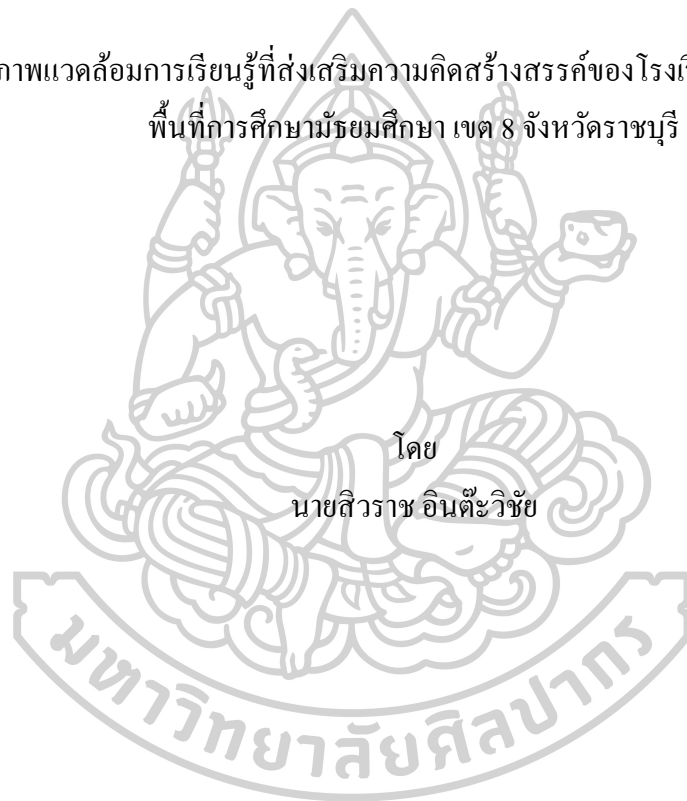 ภาพแวดล้อมการเรียนรู้ที่ส่งเสริมความคิดสร้างสรรค์ของโรงเรี
พื้นที่การศึกษามัธยมศึกษา เขต 8 จังหวัดราชบุรี
โดย
นายสิวราช อินต๊ะวิชัย
มหาวิทยาลัยศิลปากร